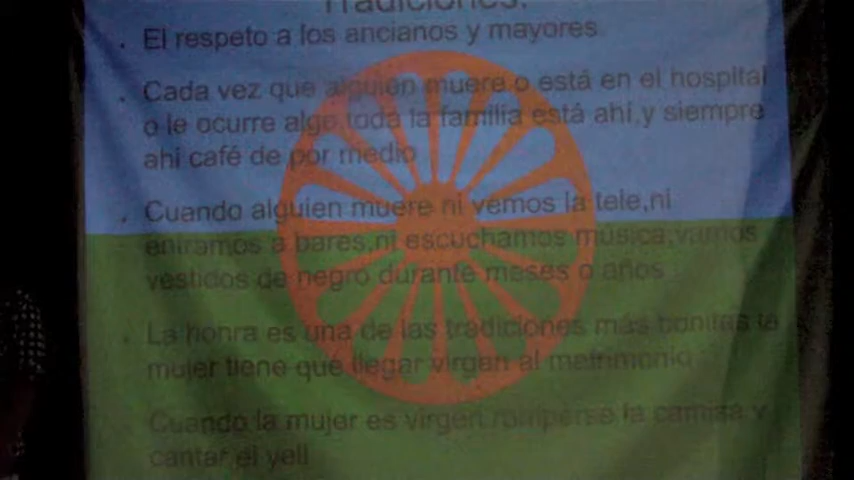 Tradiciones.
. El respeto a los ancianos y mayores.
. Cada vez que alguien muere o está en el hospital
o le ocurre algo,toda la familia está ahí,y siempre
ahi café de por medio
. Cuando alguien muere ni vemos la tele,ni
entramos a bares,ni escuchamos música,vamos
vestidos de negro durante meses o años
. La honra es una de las tradiciones más bonitas la
mujer tiene que llegar virgen al matrimonio
. Cuando la mujer es virgen romperse la camisa y
cantar el yeli